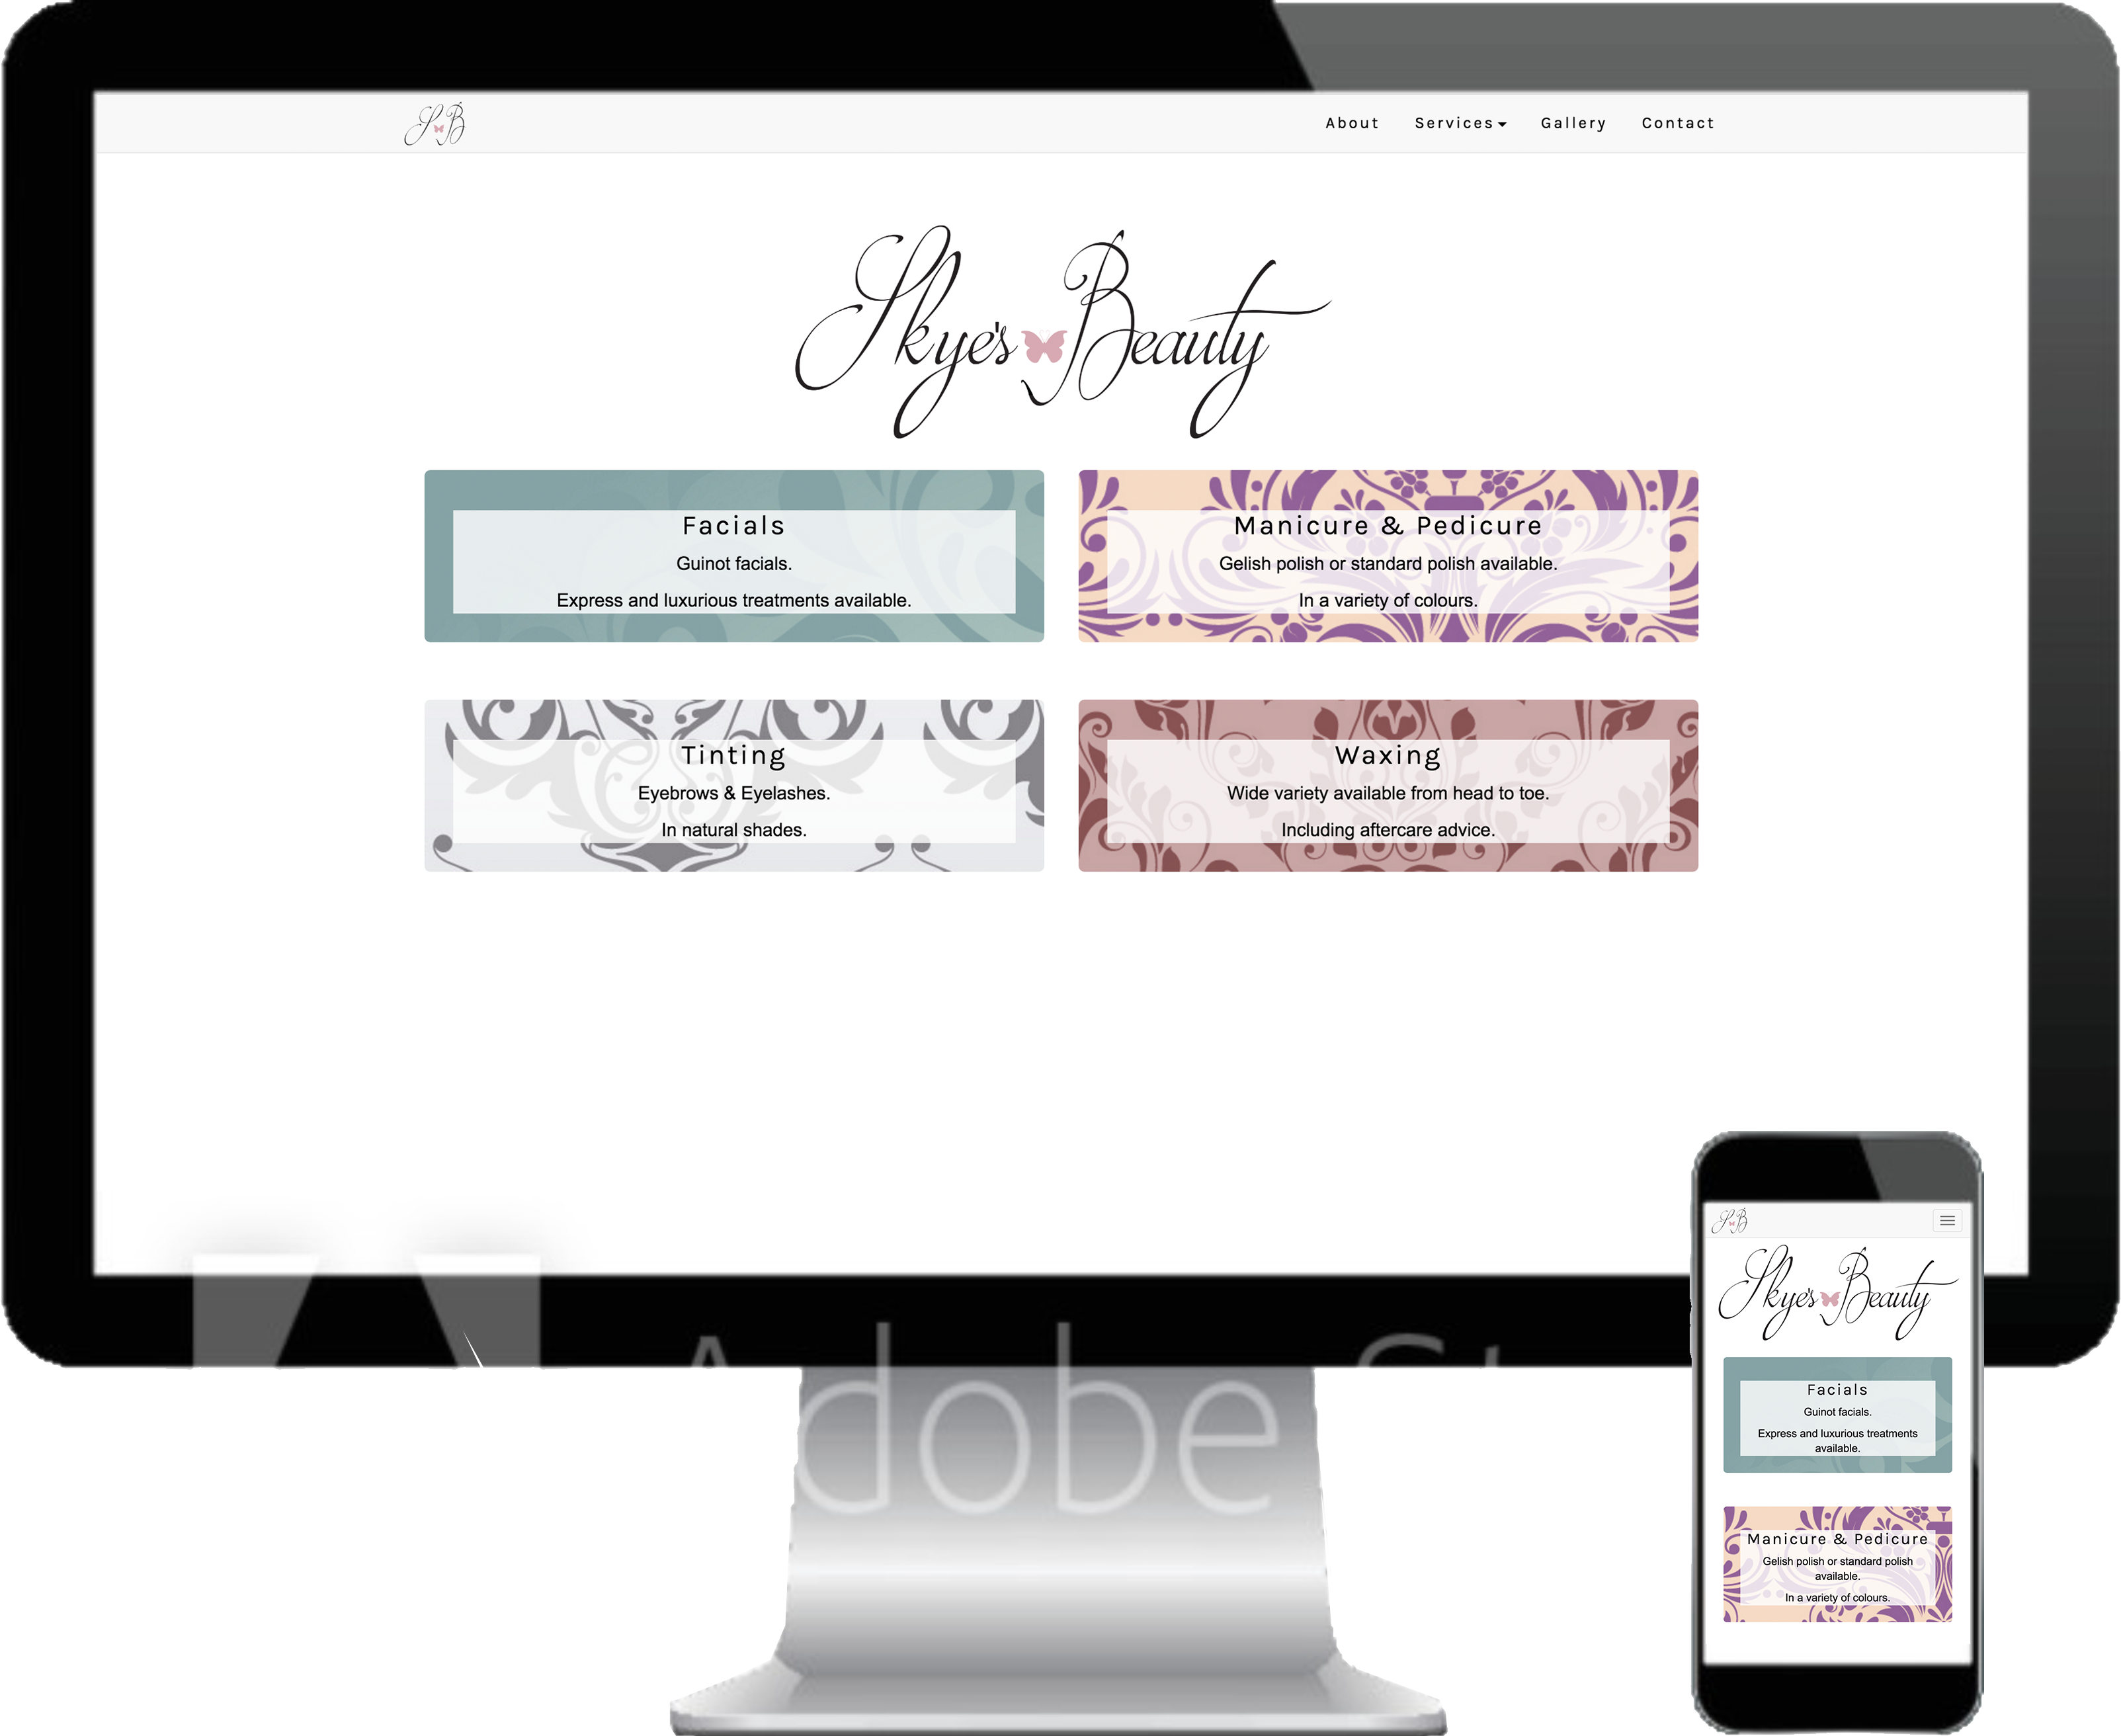 SB
About Services Gallery Contact
Skye's Beauty
Facials
Guinot facials.
Express and luxurious treatments available.
Manicure & Pedicure
Gelish polish or standard polish available.
In a variety of colours.
Tinting
Eyebrows & Eyelashes.
In natural shades.
Waxing
Wide variety available from head to toe.
Including aftercare advice.
Adobe St
SB
Skye's Beauty
Facials
Guinot facials.
Express and luxurious treatments
available.
Manicure & Pedicure
Gelish polish or standard polish
available.
In a variety of colours.